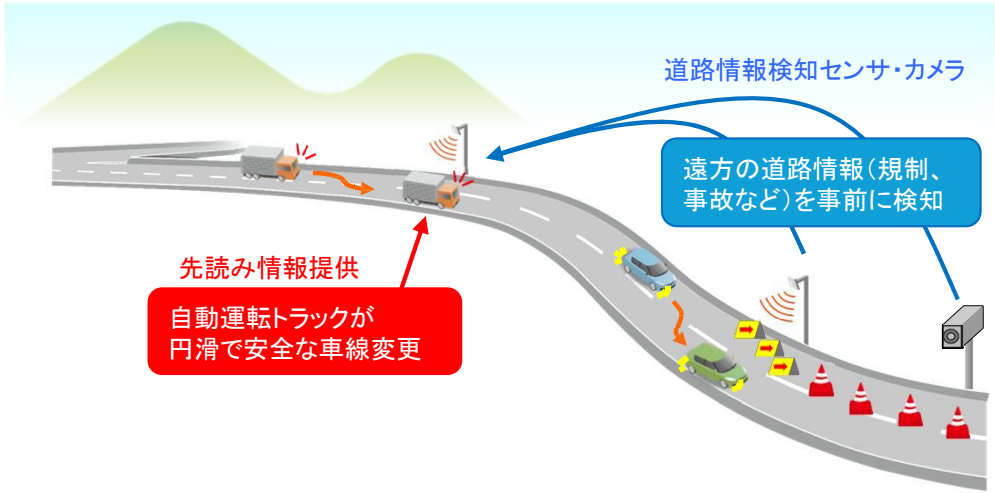 道路情報検知センサ・カメラ
遠方の道路情報(規制、
事故など)を事前に検知
先読み情報提供
自動運転トラックが
円滑で安全な車線変更